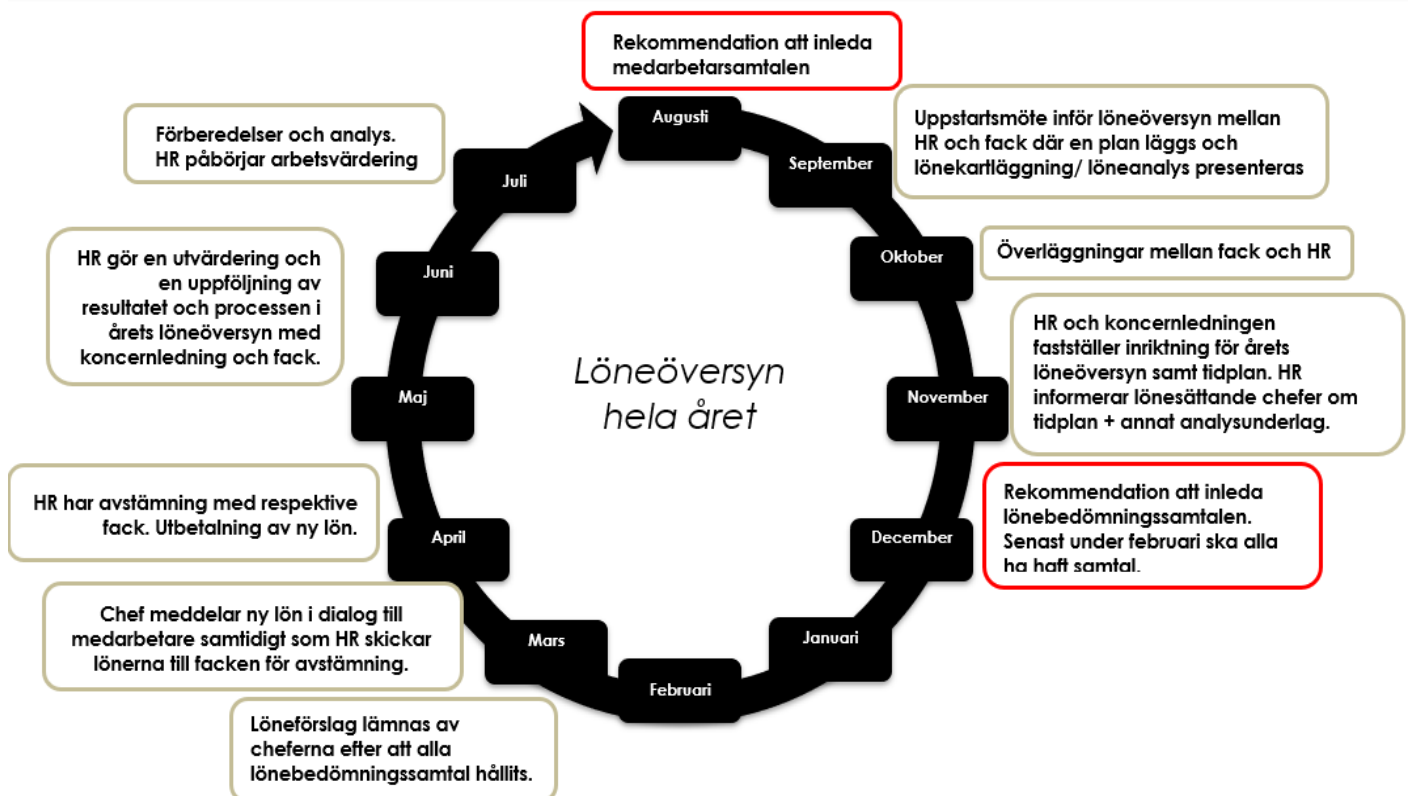 Rekommendation att inleda
medarbetarsamtalen
Augusti
Uppstartsmöte inför löneöversyn mellan
HR och fack där en plan läggs och
lönekartläggning/ löneanalys presenteras
September
Överläggningar mellan fack och HR
Oktober
HR och koncernledningen
fastställer inriktning för årets
löneöversyn samt tidplan. HR
informerar lönesättande chefer om
tidplan + annat analysunderlag.
November
Rekommendation att inleda
lönebedömningssamtalen.
Senast under februari ska alla
ha haft samtal.
December
Januari
Februari
Löneförslag lämnas av
cheferna efter att alla
lönebedömningssamtal hållits.
Mars
Chef meddelar ny lön i dialog till
medarbetare samtidigt som HR skickar
lönerna till facken för avstämning.
April
HR har avstämning med respektive
fack. Utbetalning av ny lön.
Maj
Juni
HR gör en utvärdering och
en uppföljning av
resultatet och processen i
årets löneöversyn med
koncernledning och fack.
Juli
Förberedelser och analys.
HR påbörjar arbetsvärdering
Löneöversyn
hela året